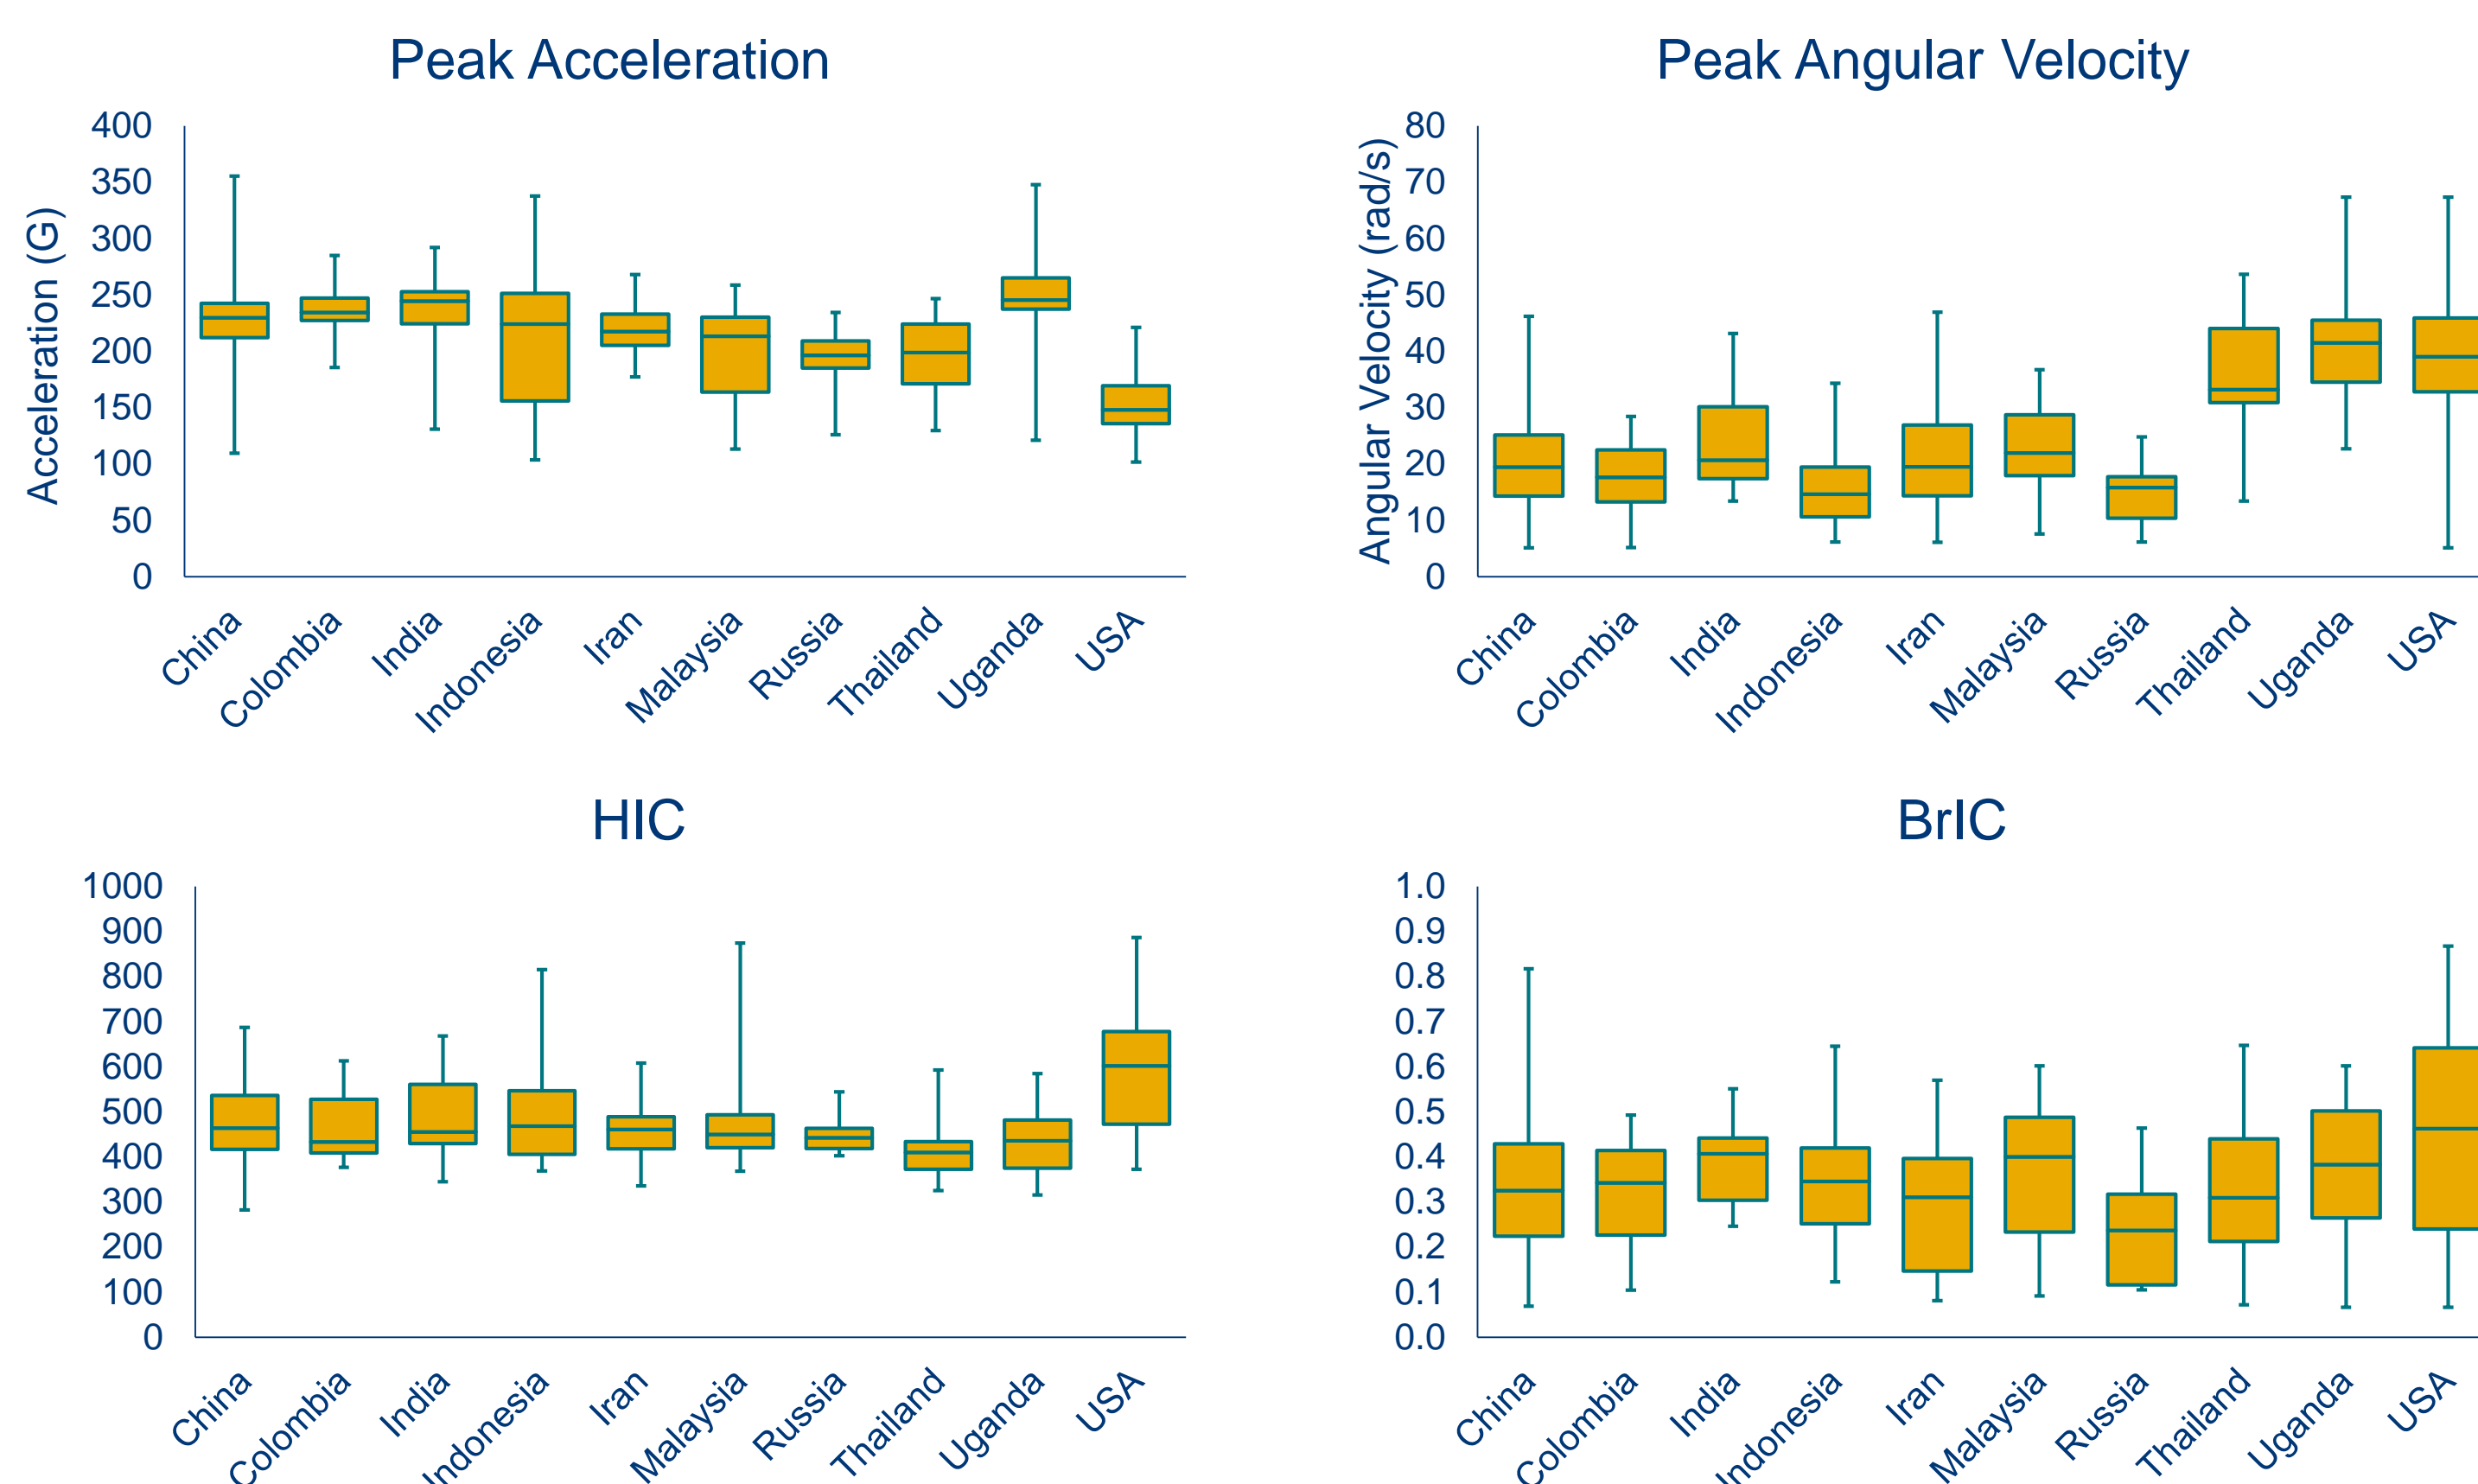 Peak Acceleration
Acceleration (G)
400
350
300
250
200
150
100
50
0
China
Colombia
India
Indonesia
Iran
Malaysia
Russia
Thailand
Uganda
USA
Peak Angular Velocity
Angular Velocity (rad/s)
80
70
60
50
40
30
20
10
0
China
Colombia
India
Indonesia
Iran
Malaysia
Russia
Thailand
Uganda
USA
HIC
1000
900
800
700
600
500
400
300
200
100
0
China
Colombia
India
Indonesia
Iran
Malaysia
Russia
Thailand
Uganda
USA
BrIC
1.0
0.9
0.8
0.7
0.6
0.5
0.4
0.3
0.2
0.1
0.0
China
Colombia
India
Indonesia
Iran
Malaysia
Russia
Thailand
Uganda
USA